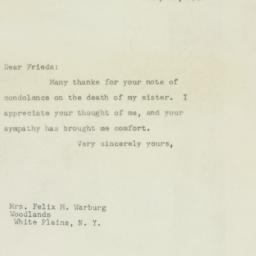 Dear Frieda:
Many thanks for your note of
condolence on the death of my sister. I
appreciate your thought of me, and your
sympathy has brought me comfort.
Very sincerely yours,
Mrs. Felix M. Warburg
Woodlands
White Plains, N. Y.